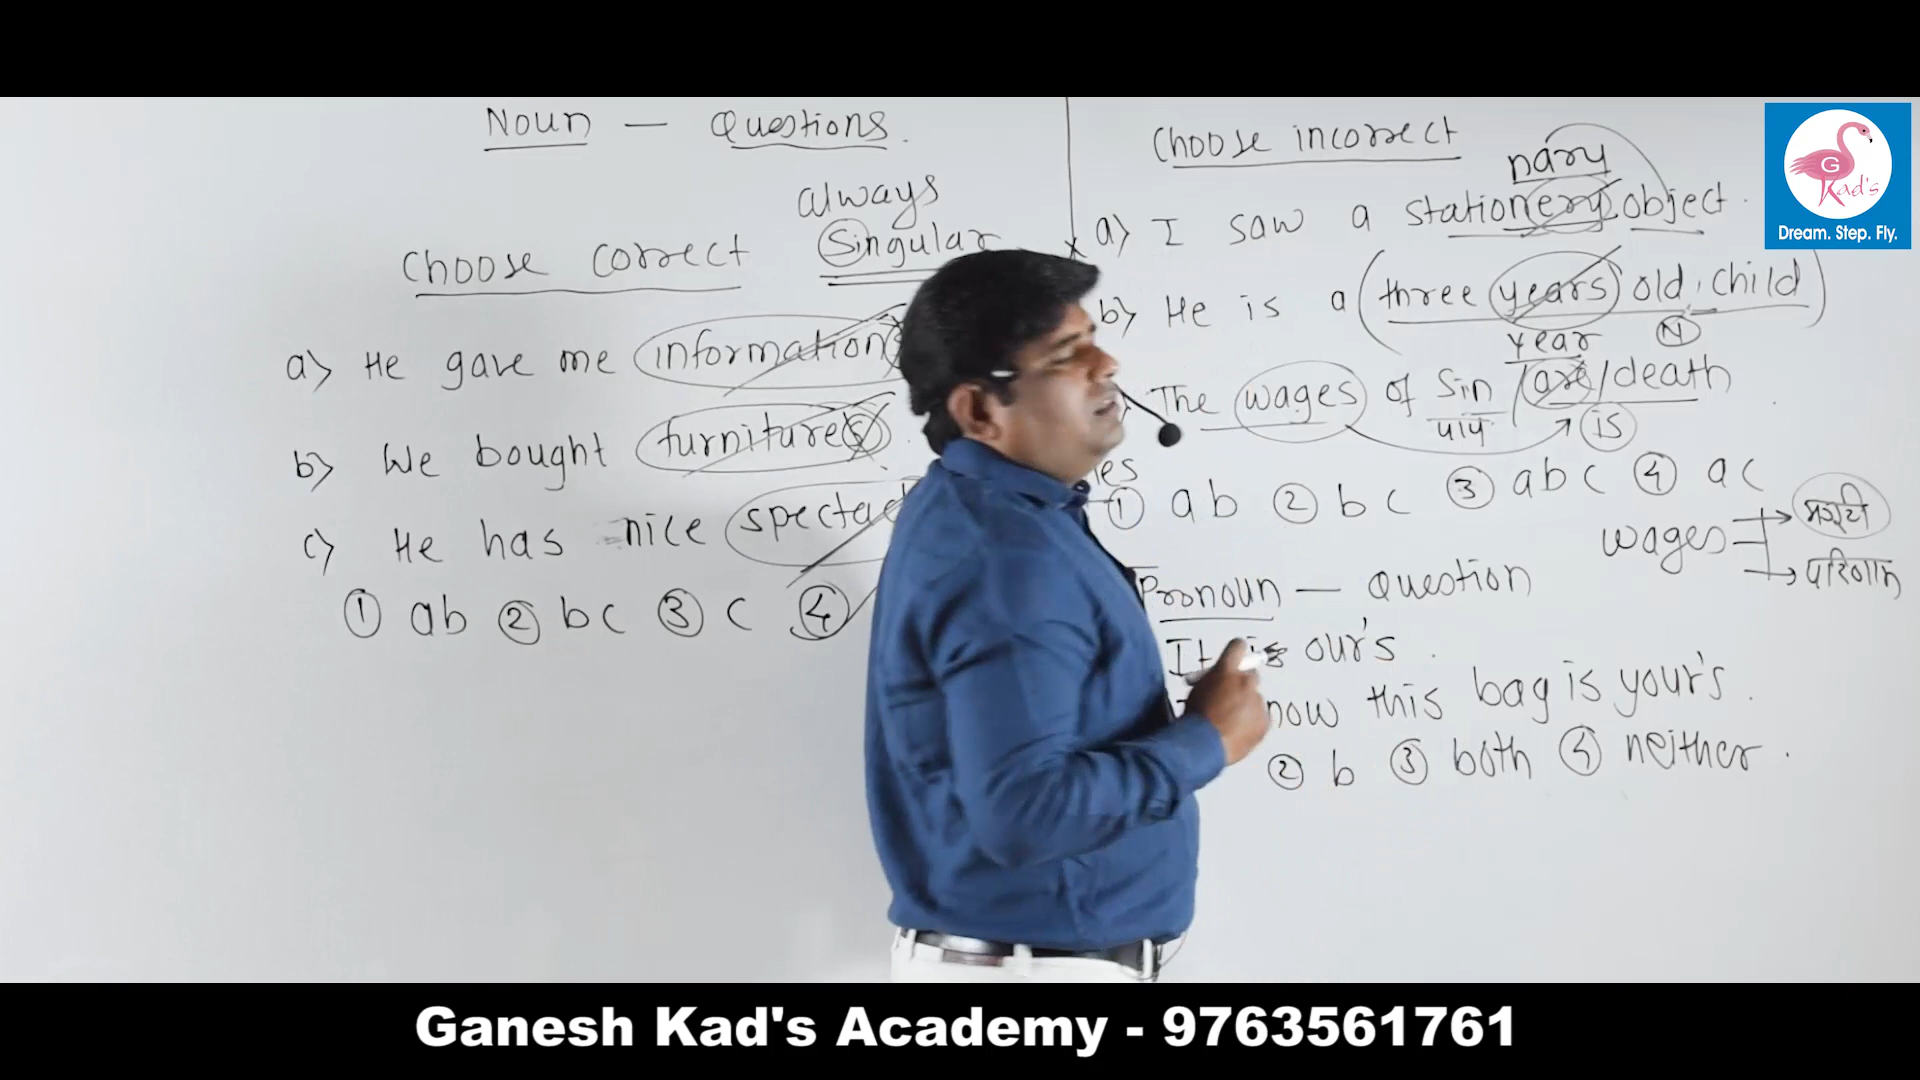 Noun — Questions.
always
Choose correct Singular
a) He gave me information
b) We bought furnitures
c) He has nice
① ab ② bc ③ c ④
Choose incorrect
nary
a) I saw a stationery object.
b) He is a (three years old child)
year N
The wages of sin /are/death
पाप is
① ab ② bc ③ abc ④ ac
wages मजूरी
परिणाम
Pronoun — Question
It is our's.
this bag is your's.
② b ③ both ④ neither.
G
Kad's
Dream. Step. Fly.
Ganesh Kad's Academy - 9763561761